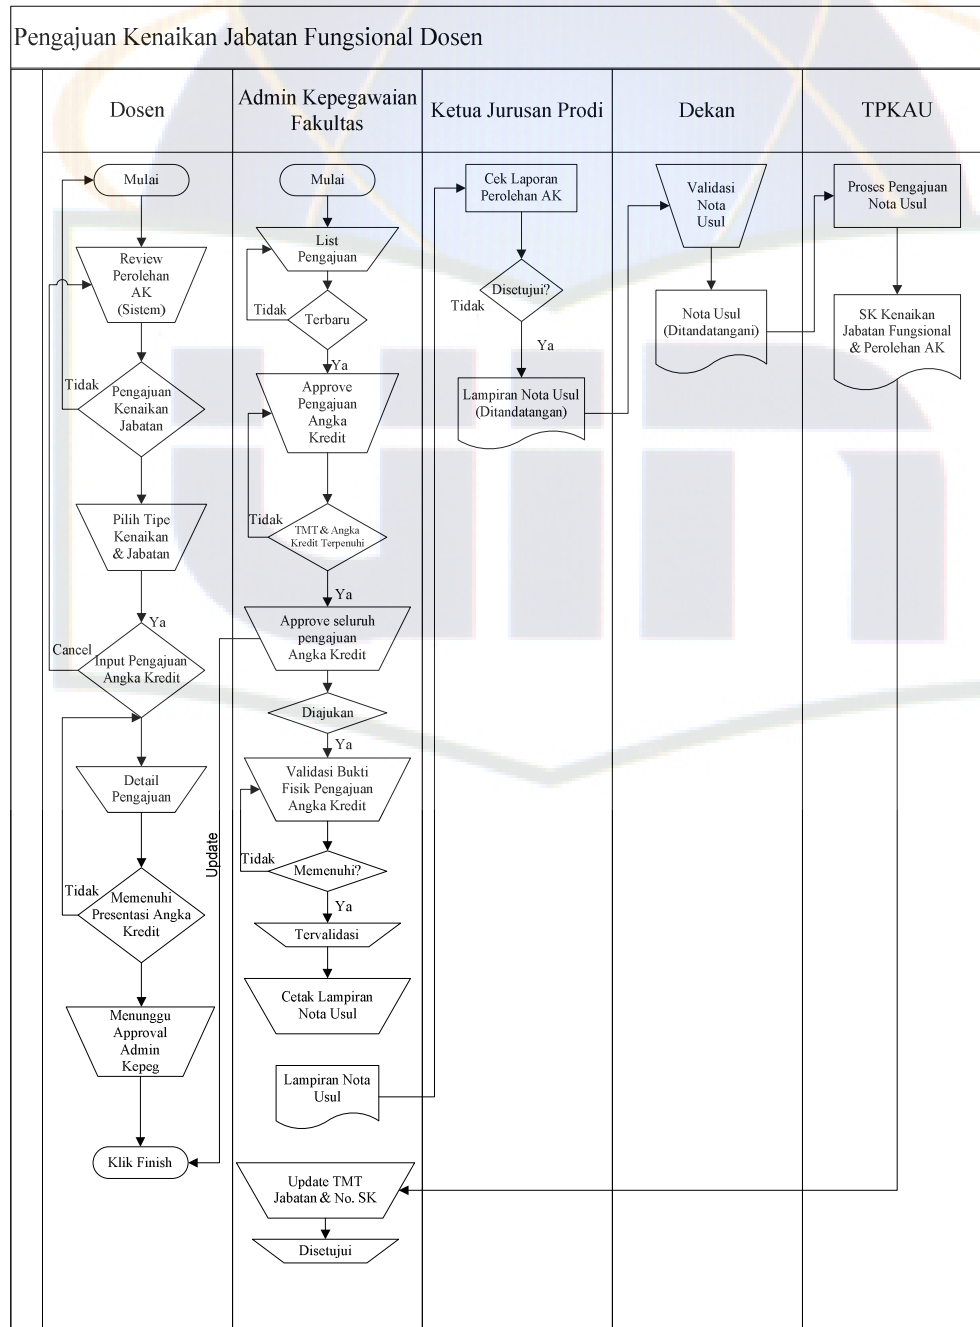 Pengajuan Kenaikan Jabatan Fungsional Dosen
Dosen
Admin Kepegawaian
Fakultas
Ketua Jurusan Prodi
Dekan
TPKAU
Mulai
Review
Perolehan
AK
(Sistem)
Tidak
Pengajuan
Kenaikan
Jabatan
Pilih Tipe
Kenaikan
& Jabatan
Ya
Cancel
Input Pengajuan
Angka Kredit
Detail
Pengajuan
Tidak
Memenuhi
Presentasi Angka
Kredit
Menunggu
Approval
Admin
Kepeg
Klik Finish
Update
Mulai
List
Pengajuan
Tidak
Terbaru
Ya
Approve
Pengajuan
Angka
Kredit
Tidak
TMT & Angka
Kredit Terpenuhi
Ya
Approve seluruh
pengajuan
Angka Kredit
Diajukan
Ya
Validasi Bukti
Fisik Pengajuan
Angka Kredit
Tidak
Memenuhi?
Ya
Tervalidasi
Cetak Lampiran
Nota Usul
Lampiran Nota
Usul
Update TMT
Jabatan & No. SK
Disetujui
Cek Laporan
Perolehan AK
Disetujui?
Tidak
Ya
Lampiran Nota Usul
(Ditandatangan)
Validasi
Nota
Usul
Nota Usul
(Ditandatangani)
Proses Pengajuan
Nota Usul
SK Kenaikan
Jabatan Fungsional
& Perolehan AK
uin